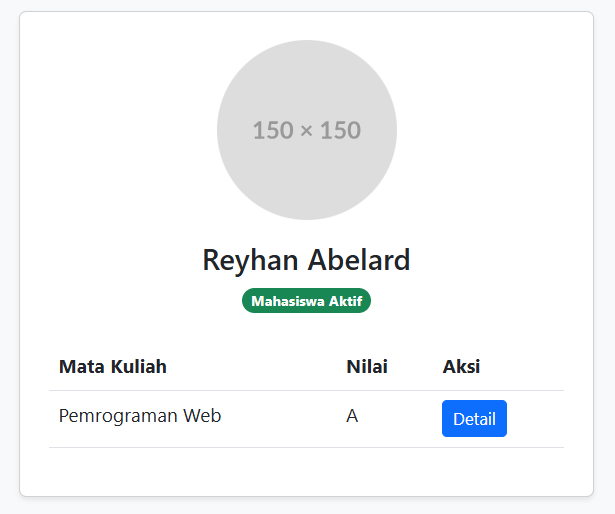 150 × 150
Reyhan Abelard
Mahasiswa Aktif
Mata Kuliah Nilai Aksi
Pemrograman Web A Detail